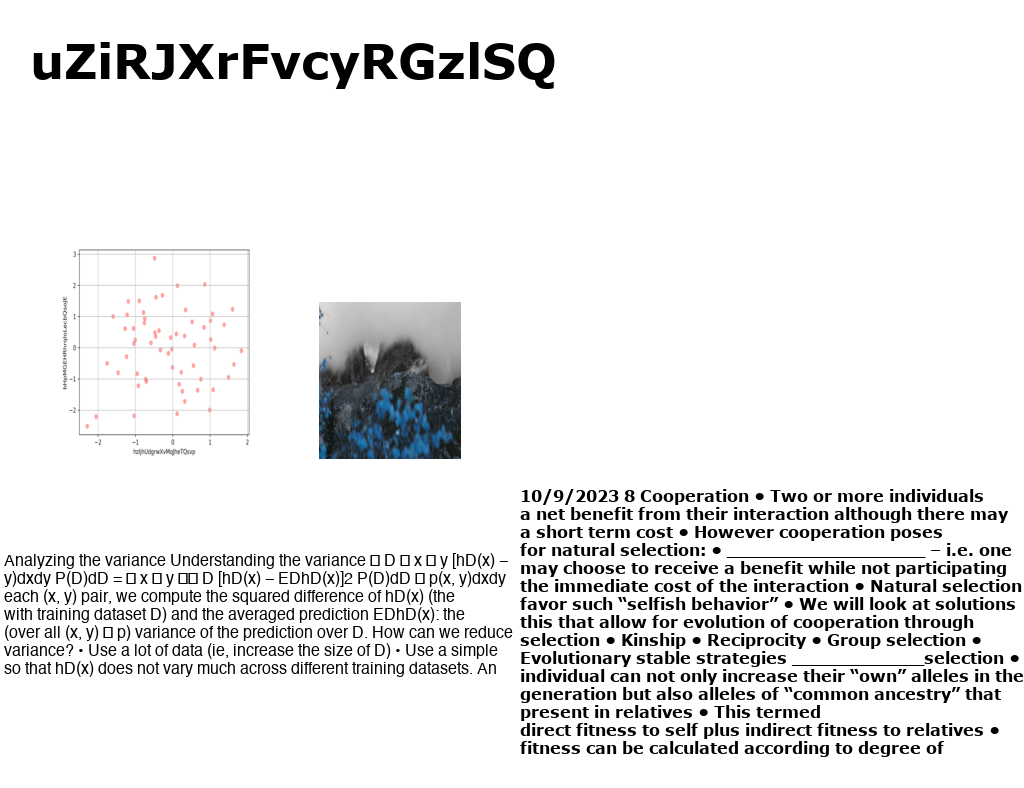 uZiRJXrFvcyRGzlSQ
3
2
1
0
−1
−2
−2 −1 0 1 2
Analyzing the variance Understanding the variance □ D □ x □ y [hD(x) –
y)dxdy P(D)dD = □ x □ y □□ D [hD(x) – EDhD(x)]2 P(D)dD □ p(x, y)dxdy
each (x, y) pair, we compute the squared difference of hD(x) (the
with training dataset D) and the averaged prediction EDhD(x): the
(over all (x, y) □ p) variance of the prediction over D. How can we reduce
variance? • Use a lot of data (ie, increase the size of D) • Use a simple
so that hD(x) does not vary much across different training datasets. An
10/9/2023 8 Cooperation ● Two or more individuals
a net benefit from their interaction although there may
a short term cost ● However cooperation poses
for natural selection: ● _____________________ – i.e. one
may choose to receive a benefit while not participating
the immediate cost of the interaction ● Natural selection
favor such “selfish behavior” ● We will look at solutions
this that allow for evolution of cooperation through
selection ● Kinship ● Reciprocity ● Group selection ●
Evolutionary stable strategies ______________selection ●
individual can not only increase their “own” alleles in the
generation but also alleles of “common ancestry” that
present in relatives ● This termed
direct fitness to self plus indirect fitness to relatives ●
fitness can be calculated according to degree of